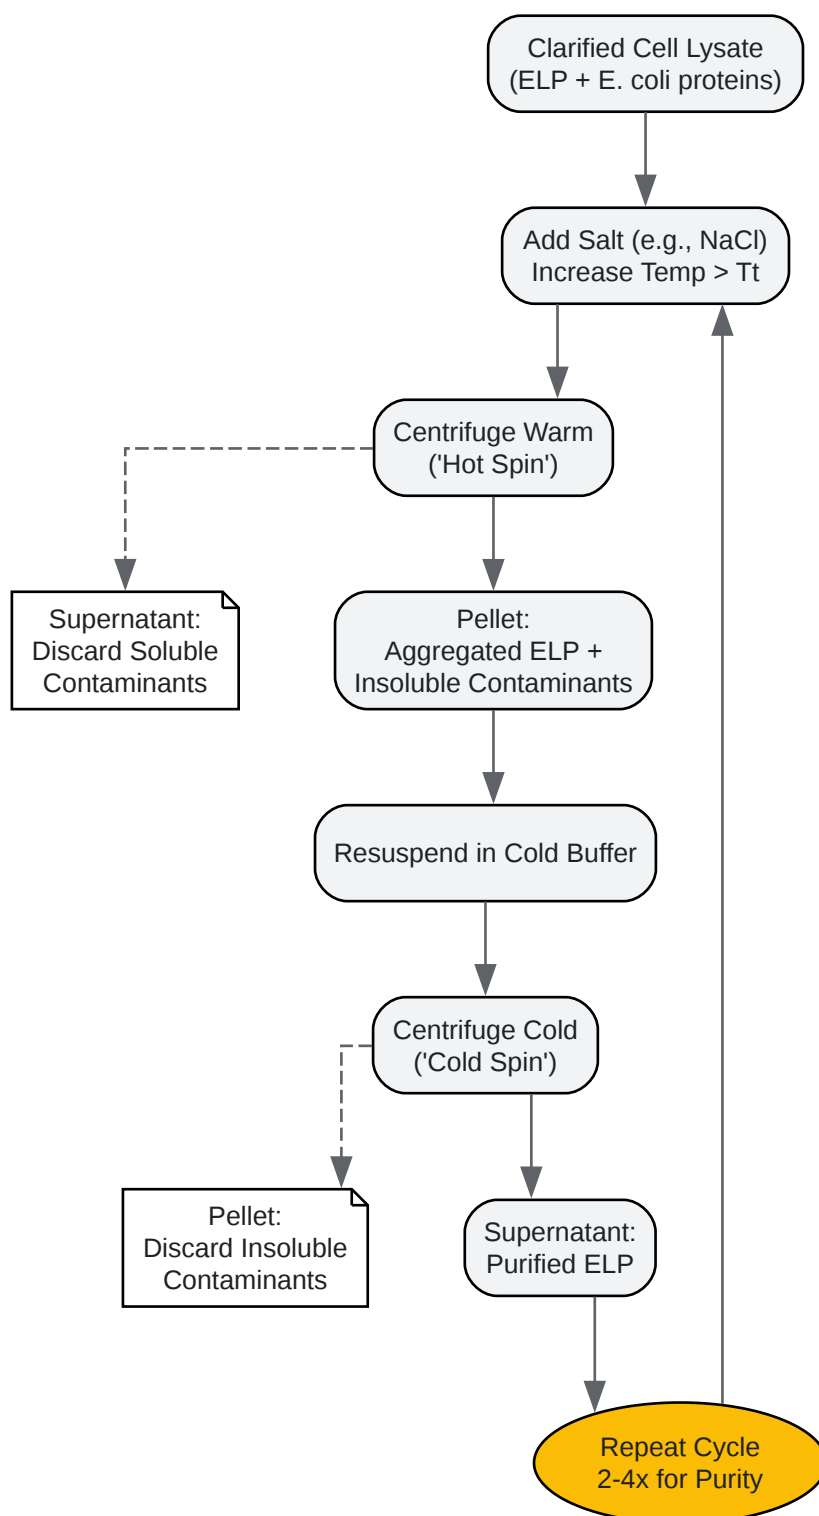 Clarified Cell Lysate
(ELP + E. coli proteins)
Add Salt (e.g., NaCl)
Increase Temp > Tt
Centrifuge Warm
('Hot Spin')
Supernatant:
Discard Soluble
Contaminants
Pellet:
Aggregated ELP +
Insoluble Contaminants
Resuspend in Cold Buffer
Centrifuge Cold
('Cold Spin')
Pellet:
Discard Insoluble
Contaminants
Supernatant:
Purified ELP
Repeat Cycle
2-4x for Purity